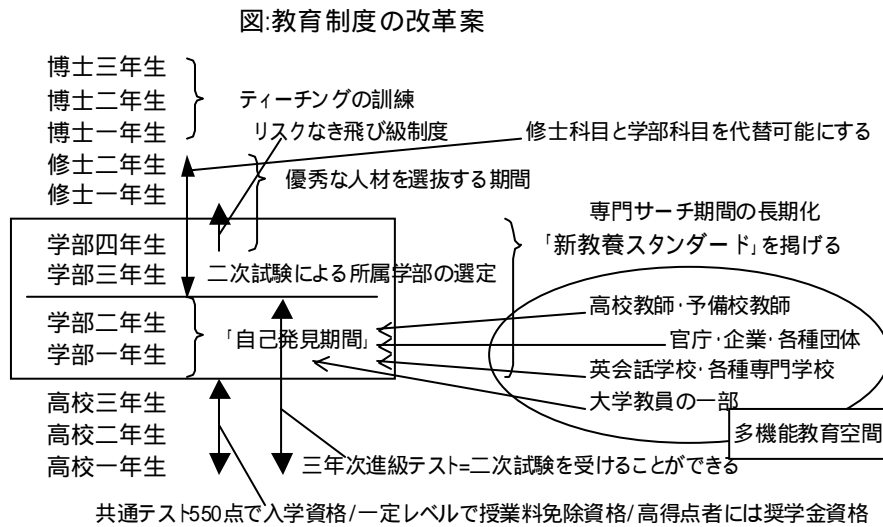 図:教育制度の改革案
博士三年生
博士二年生
ティーチングの訓練
博士一年生
リスクなき飛び級制度
修士科目と学部科目を代替可能にする
修士二年生
修士一年生
優秀な人材を選抜する期間
専門サーチ期間の長期化
学部四年生
「新教養スタンダード」を掲げる
学部三年生
二次試験による所属学部の選定
学部二年生
学部一年生
「自己発見期間」
高校教師・予備校教師
官庁・企業・各種団体
英会話学校・各種専門学校
大学教員の一部
多機能教育空間
高校三年生
高校二年生
高校一年生
三年次進級テスト=二次試験を受けることができる
共通テスト550点で入学資格/一定レベルで授業料免除資格/高得点者には奨学金資格